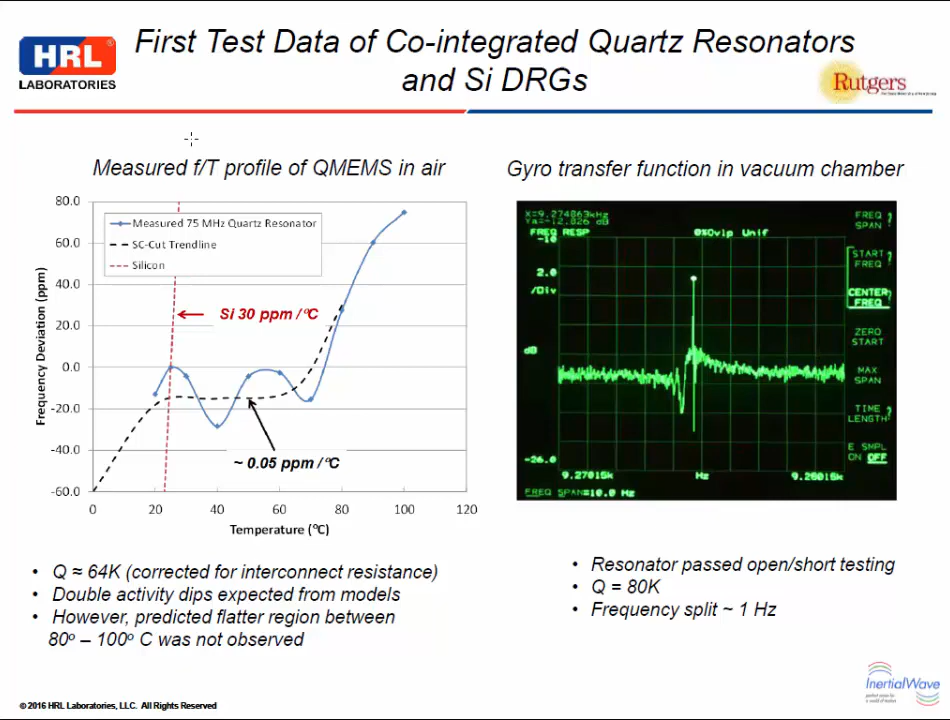 First Test Data of Co-integrated Quartz Resonators
and Si DRGs
HRL
LABORATORIES
Rutgers
Measured f/T profile of QMEMS in air
80.0
60.0
40.0
20.0
0.0
-20.0
-40.0
-60.0
Frequency Deviation (ppm)
Measured 75 MHz Quartz Resonator
SC-Cut Trendline
Silicon
Si 30 ppm/°C
~ 0.05 ppm/°C
0 20 40 60 80 100 120
Temperature (°C)
Q ≈ 64K (corrected for interconnect resistance)
Double activity dips expected from models
However, predicted flatter region between
80° – 100° C was not observed
Gyro transfer function in vacuum chamber
X=9.274863kHz
Ya=-12.826 dB
FREQ RESP
0%Ovlp Unif
-10
2.0
/Div
dB
-26.0
9.27015k
Hz
9.28015k
FREQ SPAN=10.0 Hz
FREQ
SPAN
START
FREQ
CENTER
FREQ
ZERO
START
MAX
SPAN
TIME
LENGTH
E SMPL
ON OFF
Resonator passed open/short testing
Q = 80K
Frequency split ~ 1 Hz
InertialWave
© 2016 HRL Laboratories, LLC. All Rights Reserved